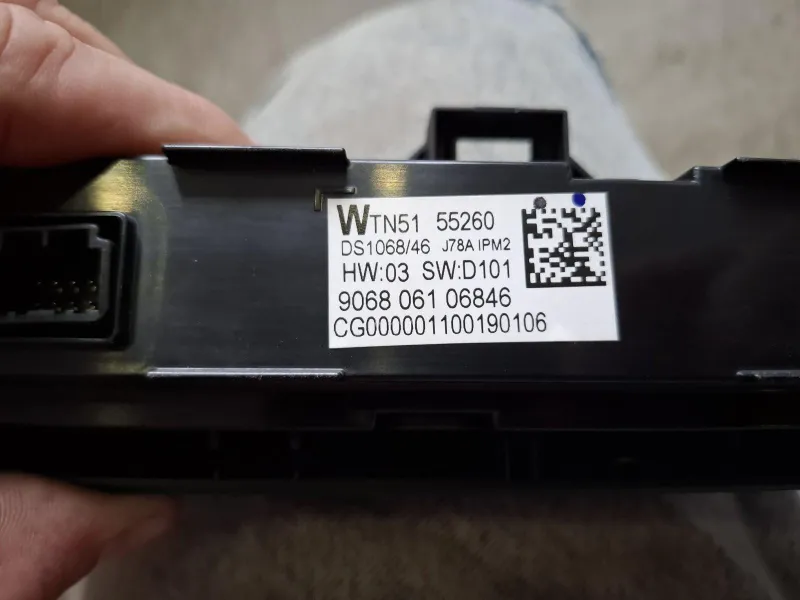 WTN51 55260
DS1068/46 J78A IPM2
HW:03 SW:D101
9068 061 06846
CG000001100190106